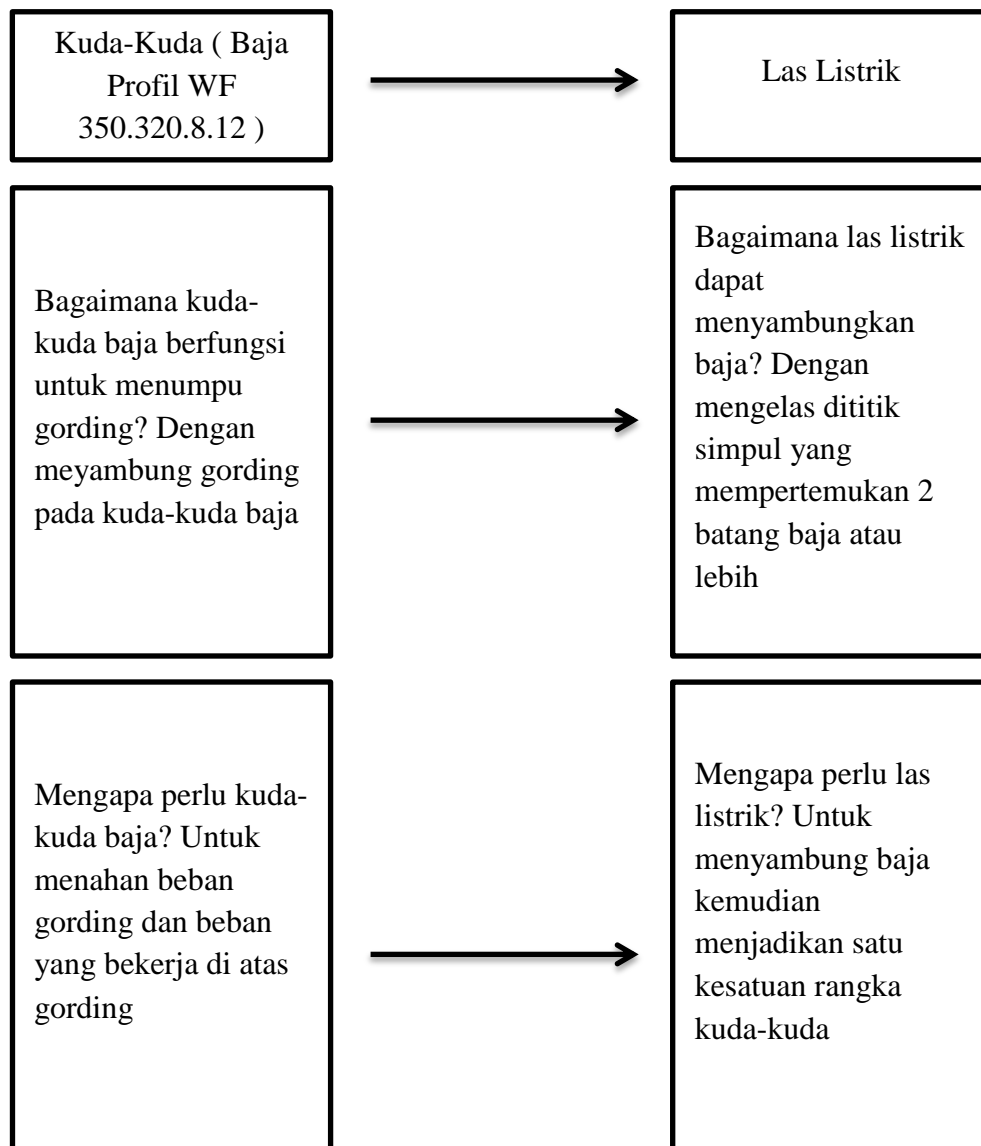 Kuda-Kuda ( Baja
Profil WF
350.320.8.12 )
Las Listrik
Bagaimana kuda-
kuda baja berfungsi
untuk menumpu
gording? Dengan
meyambung gording
pada kuda-kuda baja
Bagaimana las listrik
dapat
menyambungkan
baja? Dengan
mengelas dititik
simpul yang
mempertemukan 2
batang baja atau
lebih
Mengapa perlu kuda-
kuda baja? Untuk
menahan beban
gording dan beban
yang bekerja di atas
gording
Mengapa perlu las
listrik? Untuk
menyambung baja
kemudian
menjadikan satu
kesatuan rangka
kuda-kuda